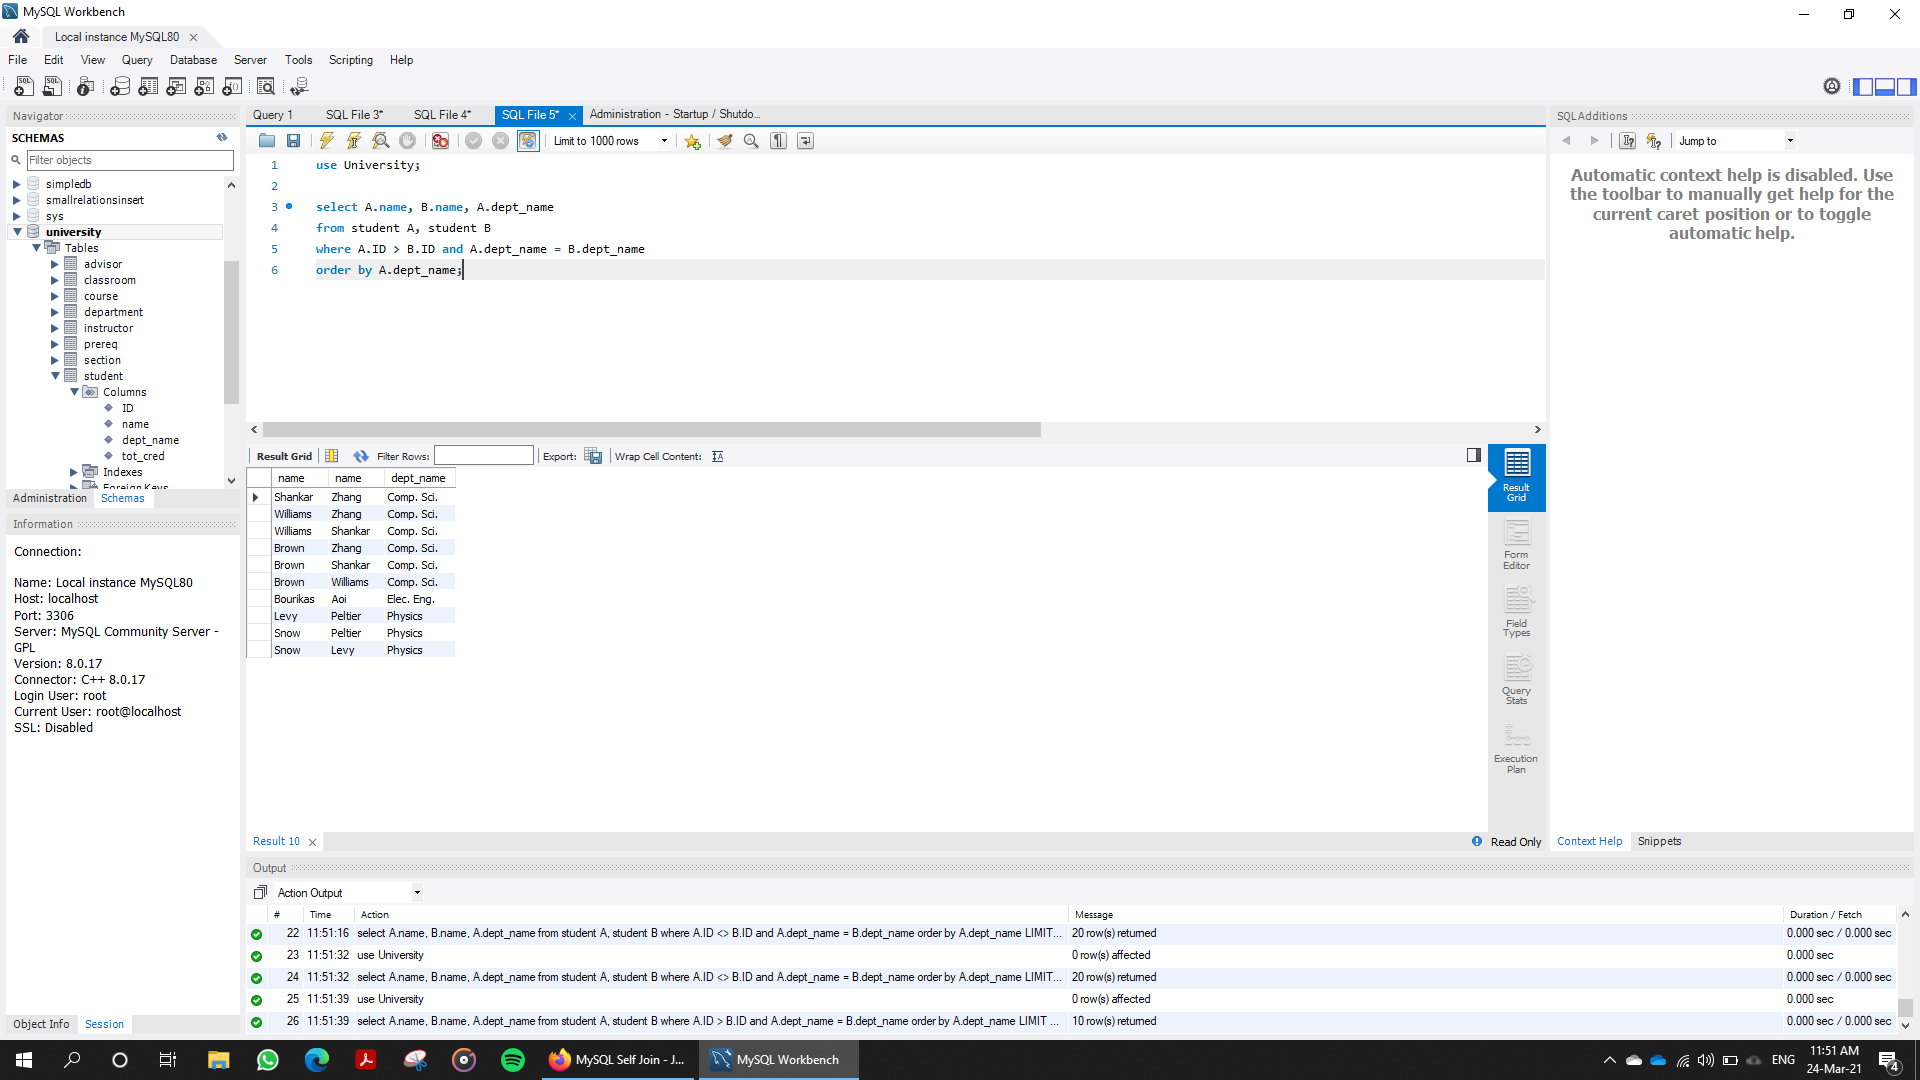 MySQL Workbench
Local instance MySQL80
File Edit View Query Database Server Tools Scripting Help
Navigator
SCHEMAS
Filter objects
simpledb
smallrelationsinsert
sys
university
Tables
advisor
classroom
course
department
instructor
prereq
section
student
Columns
ID
name
dept_name
tot_cred
Indexes
Foreign Keys
Administration Schemas
Information
Connection:
Name: Local instance MySQL80
Host: localhost
Port: 3306
Server: MySQL Community Server -
GPL
Version: 8.0.17
Connector: C++ 8.0.17
Login User: root
Current User: root@localhost
SSL: Disabled
Object Info Session
Query 1 SQL File 3* SQL File 4* SQL File 5* Administration - Startup / Shutdo...
Limit to 1000 rows
1 use University;
2
3 select A.name, B.name, A.dept_name
4 from student A, student B
5 where A.ID > B.ID and A.dept_name = B.dept_name
6 order by A.dept_name;
Result Grid Filter Rows: Export: Wrap Cell Content:
name name dept_name
Shankar Zhang Comp. Sci.
Williams Zhang Comp. Sci.
Williams Shankar Comp. Sci.
Brown Zhang Comp. Sci.
Brown Shankar Comp. Sci.
Brown Williams Comp. Sci.
Bourikas Aoi Elec. Eng.
Levy Peltier Physics
Snow Peltier Physics
Snow Levy Physics
Result
Grid
Form
Editor
Field
Types
Query
Stats
Execution
Plan
Result 10 Read Only
SQLAdditions
Jump to
Automatic context help is disabled. Use
the toolbar to manually get help for the
current caret position or to toggle
automatic help.
Context Help Snippets
Output
Action Output
# Time Action Message Duration / Fetch
22 11:51:16 select A.name, B.name, A.dept_name from student A, student B where A.ID <> B.ID and A.dept_name = B.dept_name order by A.dept_name LIMIT... 20 row(s) returned 0.000 sec / 0.000 sec
23 11:51:32 use University 0 row(s) affected 0.000 sec
24 11:51:32 select A.name, B.name, A.dept_name from student A, student B where A.ID <> B.ID and A.dept_name = B.dept_name order by A.dept_name LIMIT... 20 row(s) returned 0.000 sec / 0.000 sec
25 11:51:39 use University 0 row(s) affected 0.000 sec
26 11:51:39 select A.name, B.name, A.dept_name from student A, student B where A.ID > B.ID and A.dept_name = B.dept_name order by A.dept_name LIMIT ... 10 row(s) returned 0.000 sec / 0.000 sec
MySQL Self Join - J... MySQL Workbench
ENG
11:51 AM
24-Mar-21
4